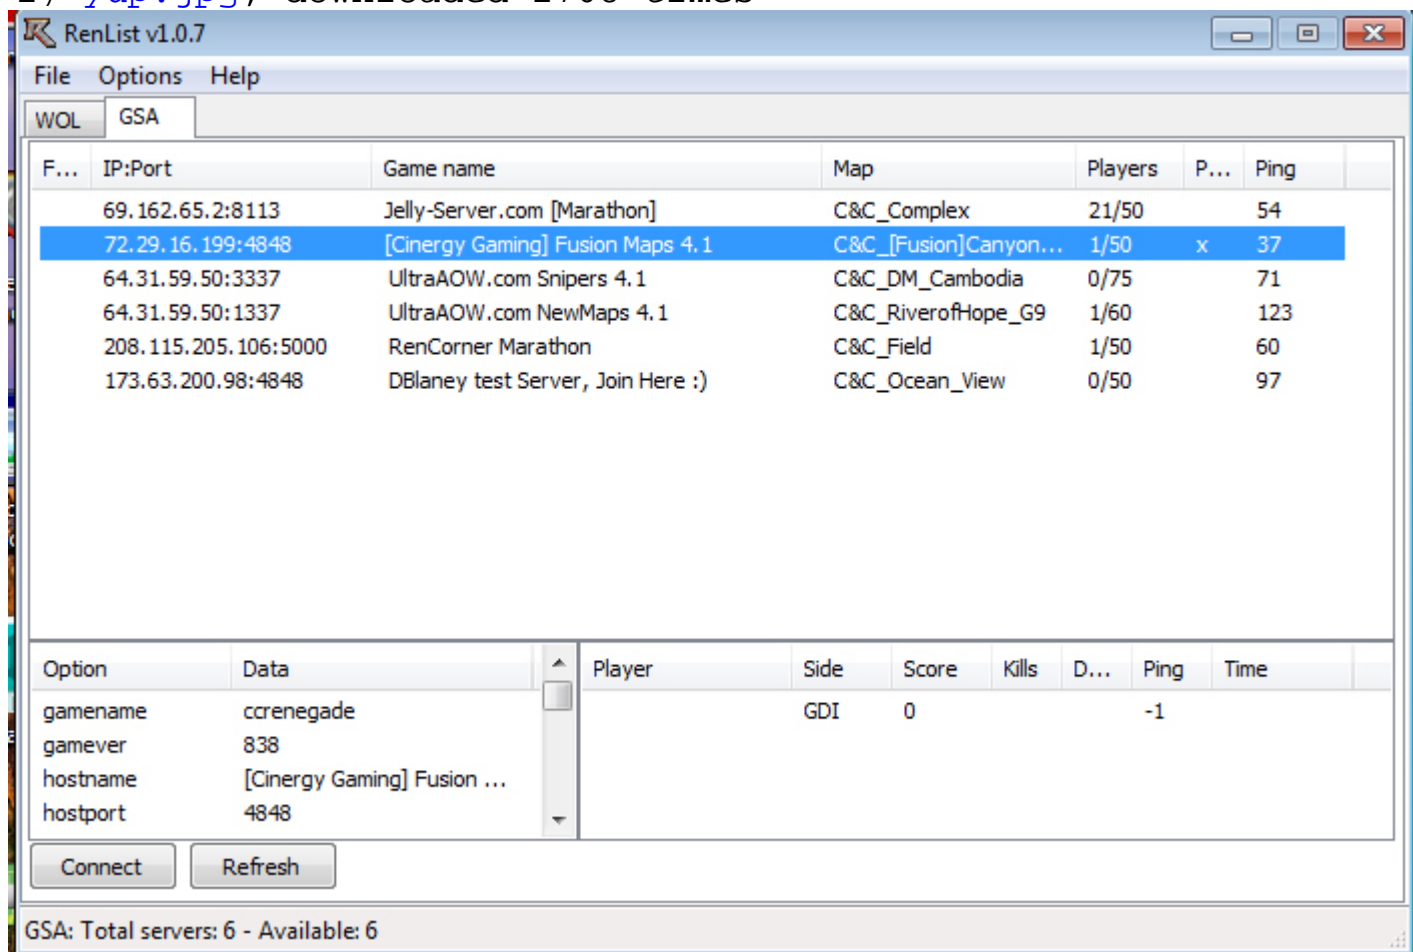 RenList v1.0.7
File Options Help
WOL GSA
F... IP:Port Game name Map Players P... Ping
69.162.65.2:8113 Jelly-Server.com [Marathon] C&C_Complex 21/50 54
72.29.16.199:4848 [Cinergy Gaming] Fusion Maps 4.1 C&C_[Fusion]Canyon... 1/50 x 37
64.31.59.50:3337 UltraAOW.com Snipers 4.1 C&C_DM_Cambodia 0/75 71
64.31.59.50:1337 UltraAOW.com NewMaps 4.1 C&C_RiverofHope_G9 1/60 123
208.115.205.106:5000 RenCorner Marathon C&C_Field 1/50 60
173.63.200.98:4848 DBlaney test Server, Join Here :) C&C_Ocean_View 0/50 97
Option Data Player Side Score Kills D... Ping Time
gamename ccrenegade GDI 0 -1
gamever 838
hostname [Cinergy Gaming] Fusion ...
hostport 4848
Connect Refresh
GSA: Total servers: 6 - Available: 6